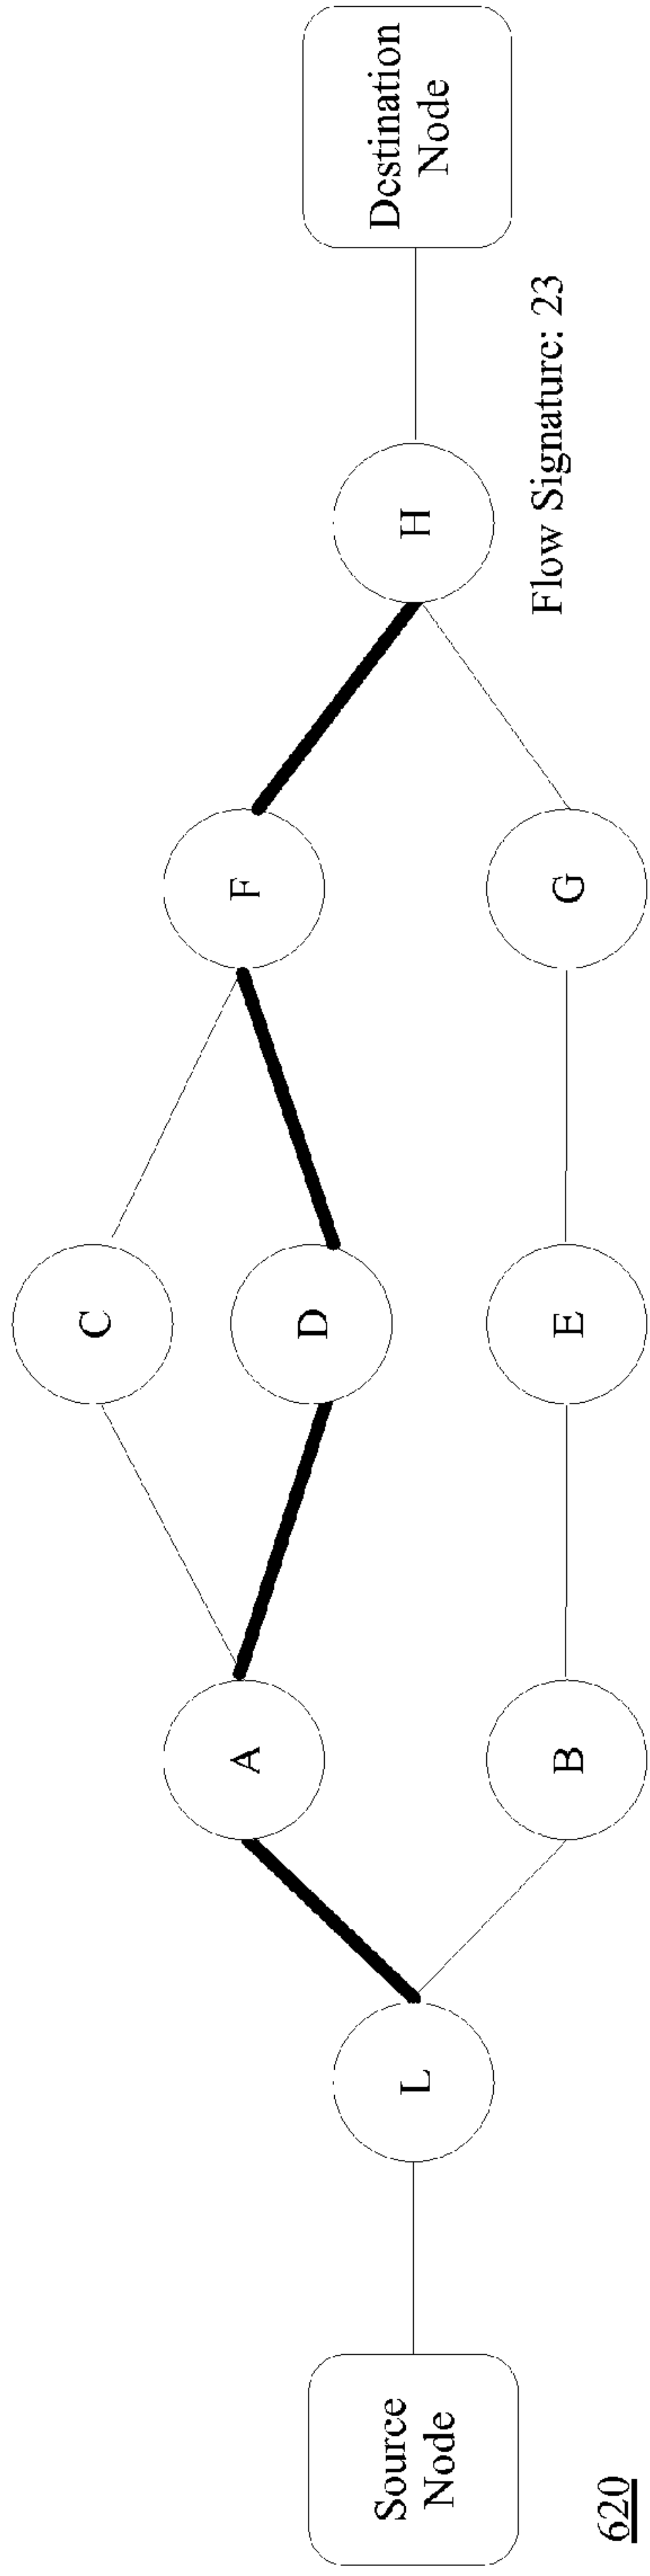 Source
Node
L
A
B
C
D
E
F
G
H
Destination
Node
Flow Signature: 23
620